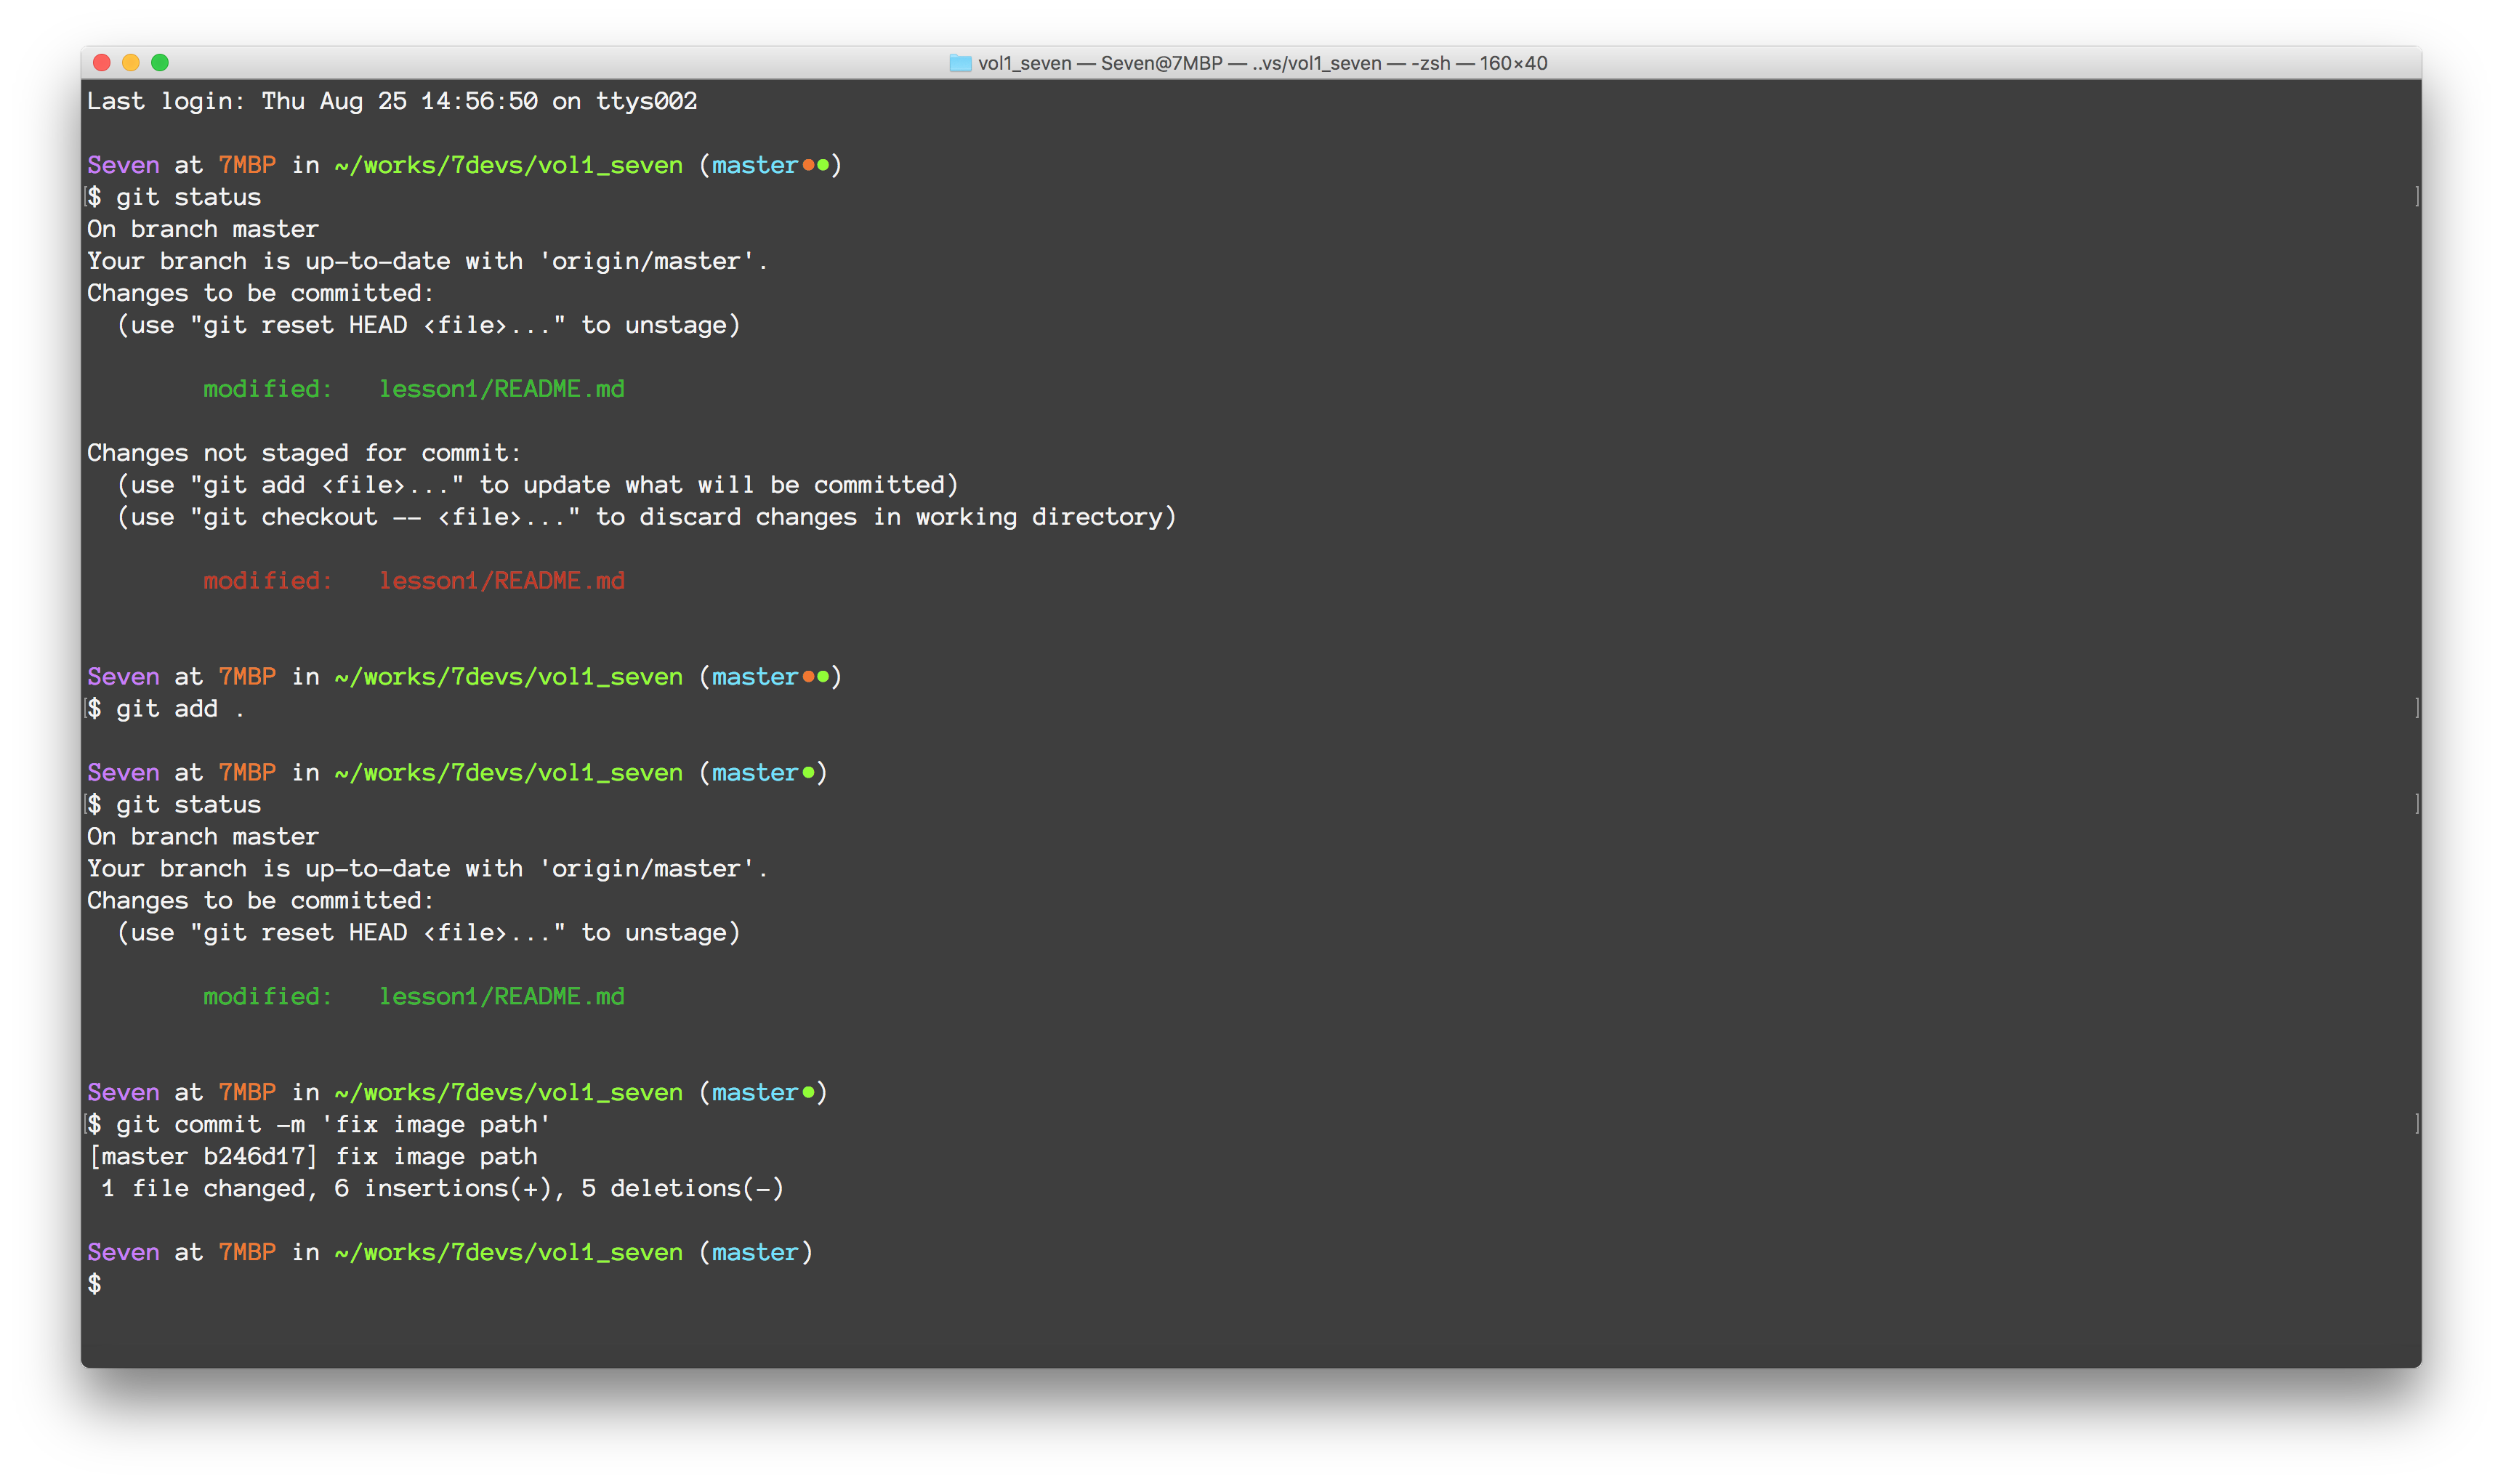 vol1_seven — Seven@7MBP — ..vs/vol1_seven — -zsh — 160×40
Last login: Thu Aug 25 14:56:50 on ttys002
Seven at 7MBP in ~/works/7devs/vol1_seven (master●●)
[$ git status ]
On branch master
Your branch is up-to-date with 'origin/master'.
Changes to be committed:
  (use "git reset HEAD <file>..." to unstage)
        modified:   lesson1/README.md
Changes not staged for commit:
  (use "git add <file>..." to update what will be committed)
  (use "git checkout -- <file>..." to discard changes in working directory)
        modified:   lesson1/README.md
Seven at 7MBP in ~/works/7devs/vol1_seven (master●●)
[$ git add . ]
Seven at 7MBP in ~/works/7devs/vol1_seven (master●)
[$ git status ]
On branch master
Your branch is up-to-date with 'origin/master'.
Changes to be committed:
  (use "git reset HEAD <file>..." to unstage)
        modified:   lesson1/README.md
Seven at 7MBP in ~/works/7devs/vol1_seven (master●)
[$ git commit -m 'fix image path' ]
[master b246d17] fix image path
 1 file changed, 6 insertions(+), 5 deletions(-)
Seven at 7MBP in ~/works/7devs/vol1_seven (master)
$